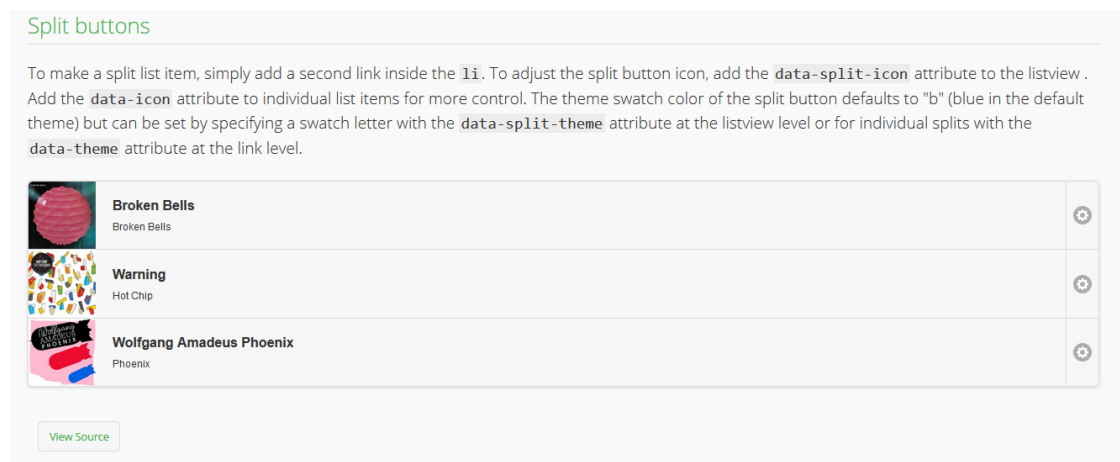 Split buttons
To make a split list item, simply add a second link inside the li. To adjust the split button icon, add the data-split-icon attribute to the listview .
Add the data-icon attribute to individual list items for more control. The theme swatch color of the split button defaults to "b" (blue in the default
theme) but can be set by specifying a swatch letter with the data-split-theme attribute at the listview level or for individual splits with the
data-theme attribute at the link level.
Broken Bells
Broken Bells
Warning
Hot Chip
Wolfgang
AMADEUS
PHOENIX
Wolfgang Amadeus Phoenix
Phoenix
View Source